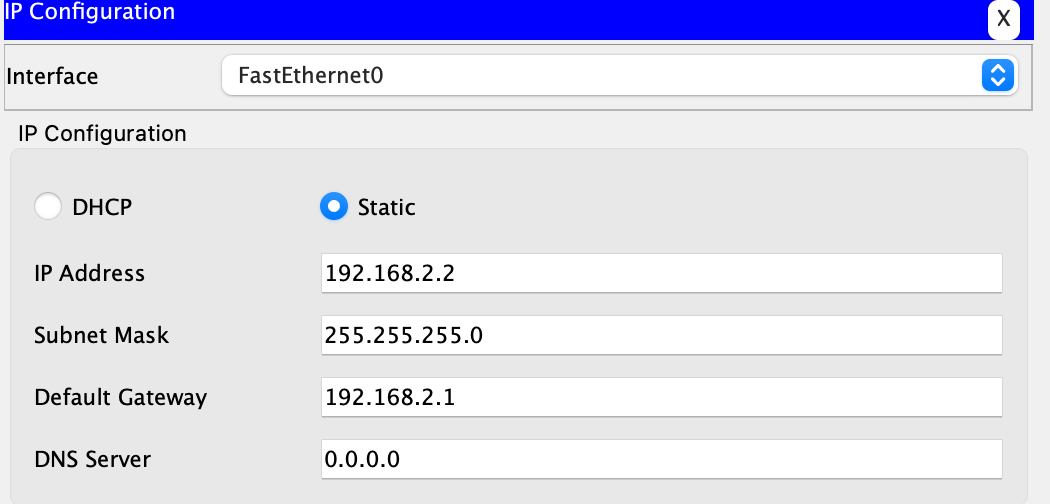 IP Configuration
X
Interface
FastEthernet0
IP Configuration
DHCP
Static
IP Address
192.168.2.2
Subnet Mask
255.255.255.0
Default Gateway
192.168.2.1
DNS Server
0.0.0.0